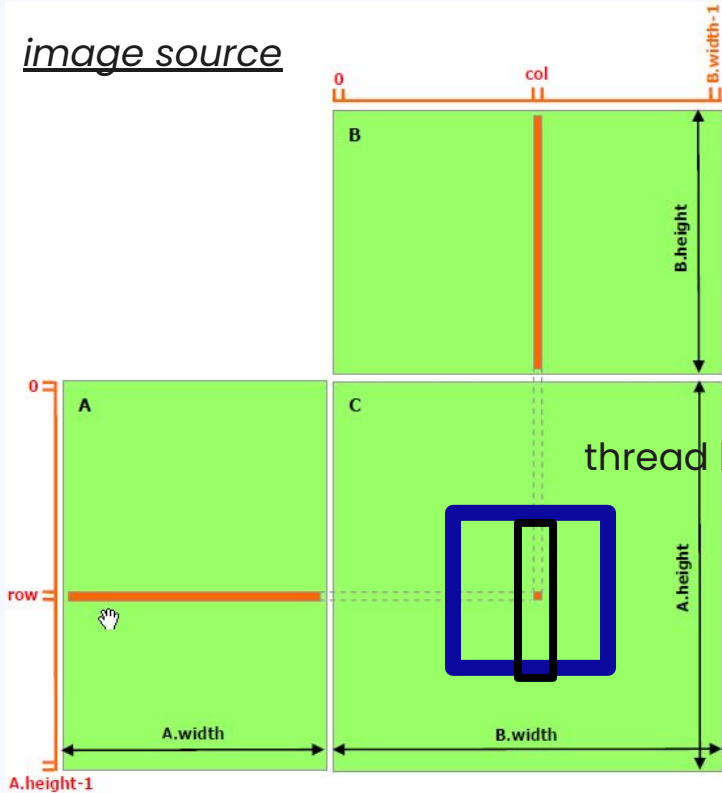 image source
0
col
B.width-1
B
B.height
0
A
C
thread
A.height
row
A.width
B.width
A.height-1